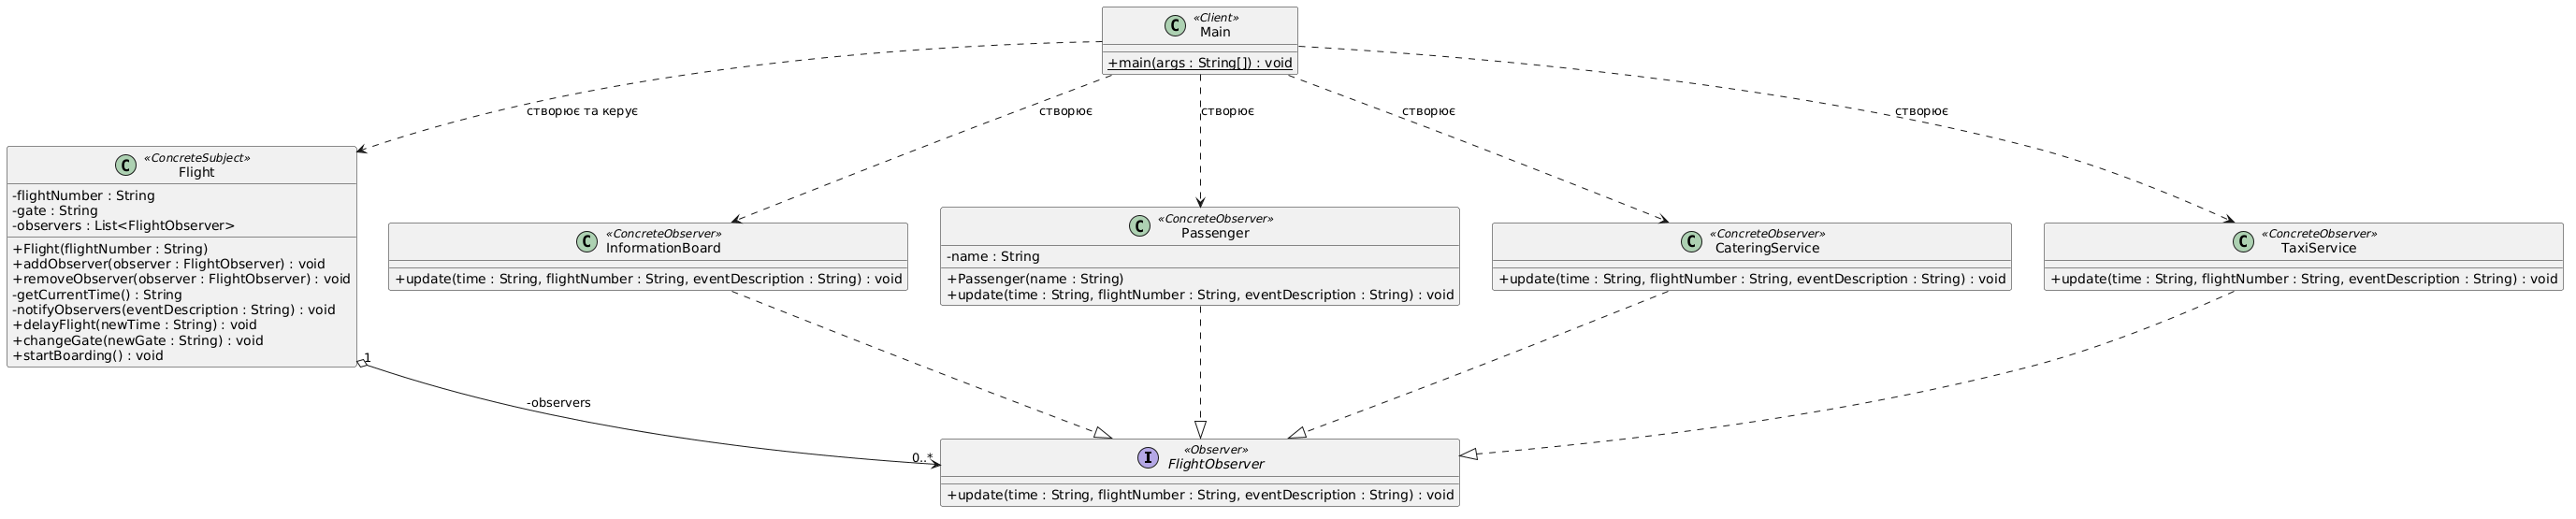 C «Client»
Main
+main(args : String[]) : void
створює та керує
створює
створює
створює
створює
C «ConcreteSubject»
Flight
-flightNumber : String
-gate : String
-observers : List<FlightObserver>
+Flight(flightNumber : String)
+addObserver(observer : FlightObserver) : void
+removeObserver(observer : FlightObserver) : void
-getCurrentTime() : String
-notifyObservers(eventDescription : String) : void
+delayFlight(newTime : String) : void
+changeGate(newGate : String) : void
+startBoarding() : void
C «ConcreteObserver»
InformationBoard
+update(time : String, flightNumber : String, eventDescription : String) : void
C «ConcreteObserver»
Passenger
-name : String
+Passenger(name : String)
+update(time : String, flightNumber : String, eventDescription : String) : void
C «ConcreteObserver»
CateringService
+update(time : String, flightNumber : String, eventDescription : String) : void
C «ConcreteObserver»
TaxiService
+update(time : String, flightNumber : String, eventDescription : String) : void
1
-observers
0..*
I «Observer»
FlightObserver
+update(time : String, flightNumber : String, eventDescription : String) : void